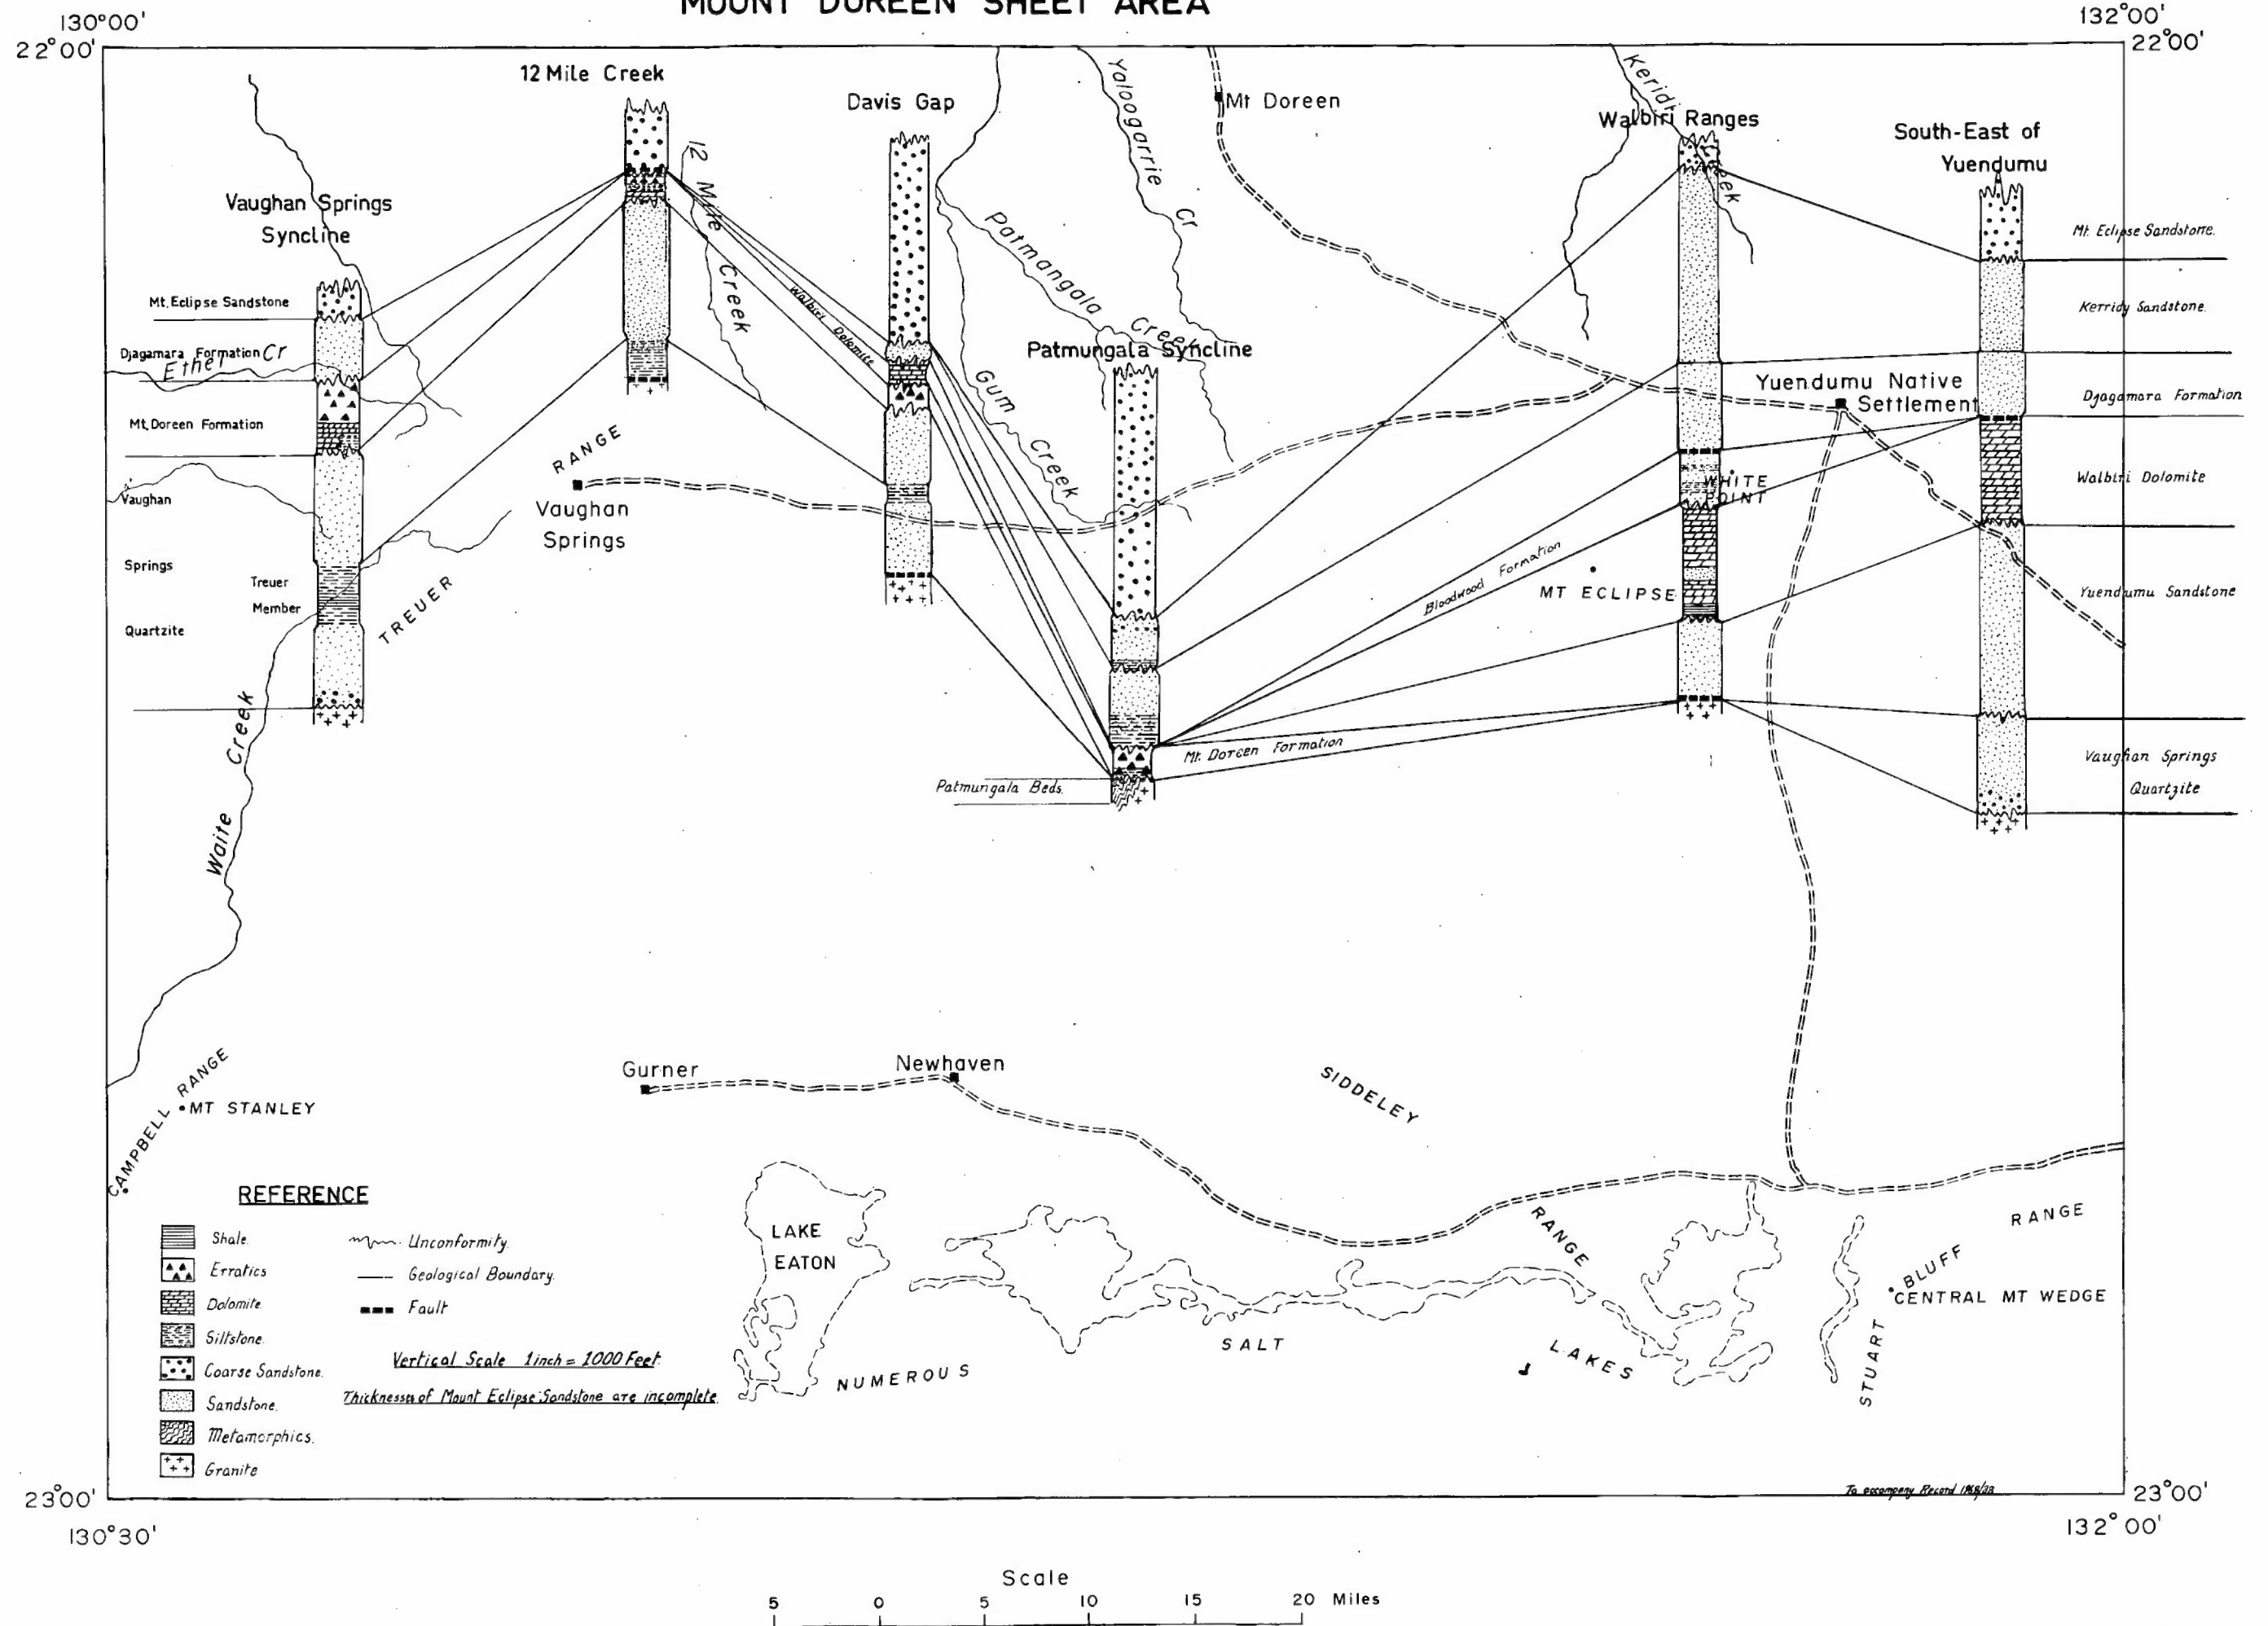 MOUNT DOREEN SHEET AREA
130°00'
132°00'
22°00'
22°00'
12 Mile Creek
Davis Gap
Mt Doreen
Walbiri Ranges
South-East of
Yuendumu
Vaughan Springs
Syncline
12 Mile Creek
Yaloogarrie Cr
Patmangala Creek
Gum Creek
Mt. Eclipse Sandstone
Djagamara Formation
Ethel Cr
Mt. Doreen Formation
Vaughan
Springs
Quartzite
Treuer
Member
Walbiri Dolomite
Patmungala Syncline
Mt. Eclipse Sandstone.
Kerridy Sandstone.
Djagamara Formation
Walbiri Dolomite
Yuendumu Sandstone
Vaughan Springs
Quartzite
Yuendumu Native
Settlement
WHITE
POINT
MT ECLIPSE
Bloodwood Formation
Mt. Doreen Formation
Patmungala Beds.
RANGE
TREUER
Vaughan
Springs
Waite Creek
Gurner
Newhaven
SIDDELEY
RANGE
CAMPBELL RANGE
MT STANLEY
LAKE
EATON
NUMEROUS
SALT
LAKES
STUART
BLUFF
RANGE
CENTRAL MT WEDGE
REFERENCE
Shale.
Erratics
Dolomite.
Siltstone.
Coarse Sandstone.
Sandstone.
Metamorphics.
Granite
Unconformity.
Geological Boundary.
Fault
Vertical Scale 1inch = 1000 Feet.
Thicknesses of Mount Eclipse Sandstone are incomplete.
To accompany Record 1968/33
23°00'
23°00'
130°30'
132°00'
Scale
5 0 5 10 15 20 Miles